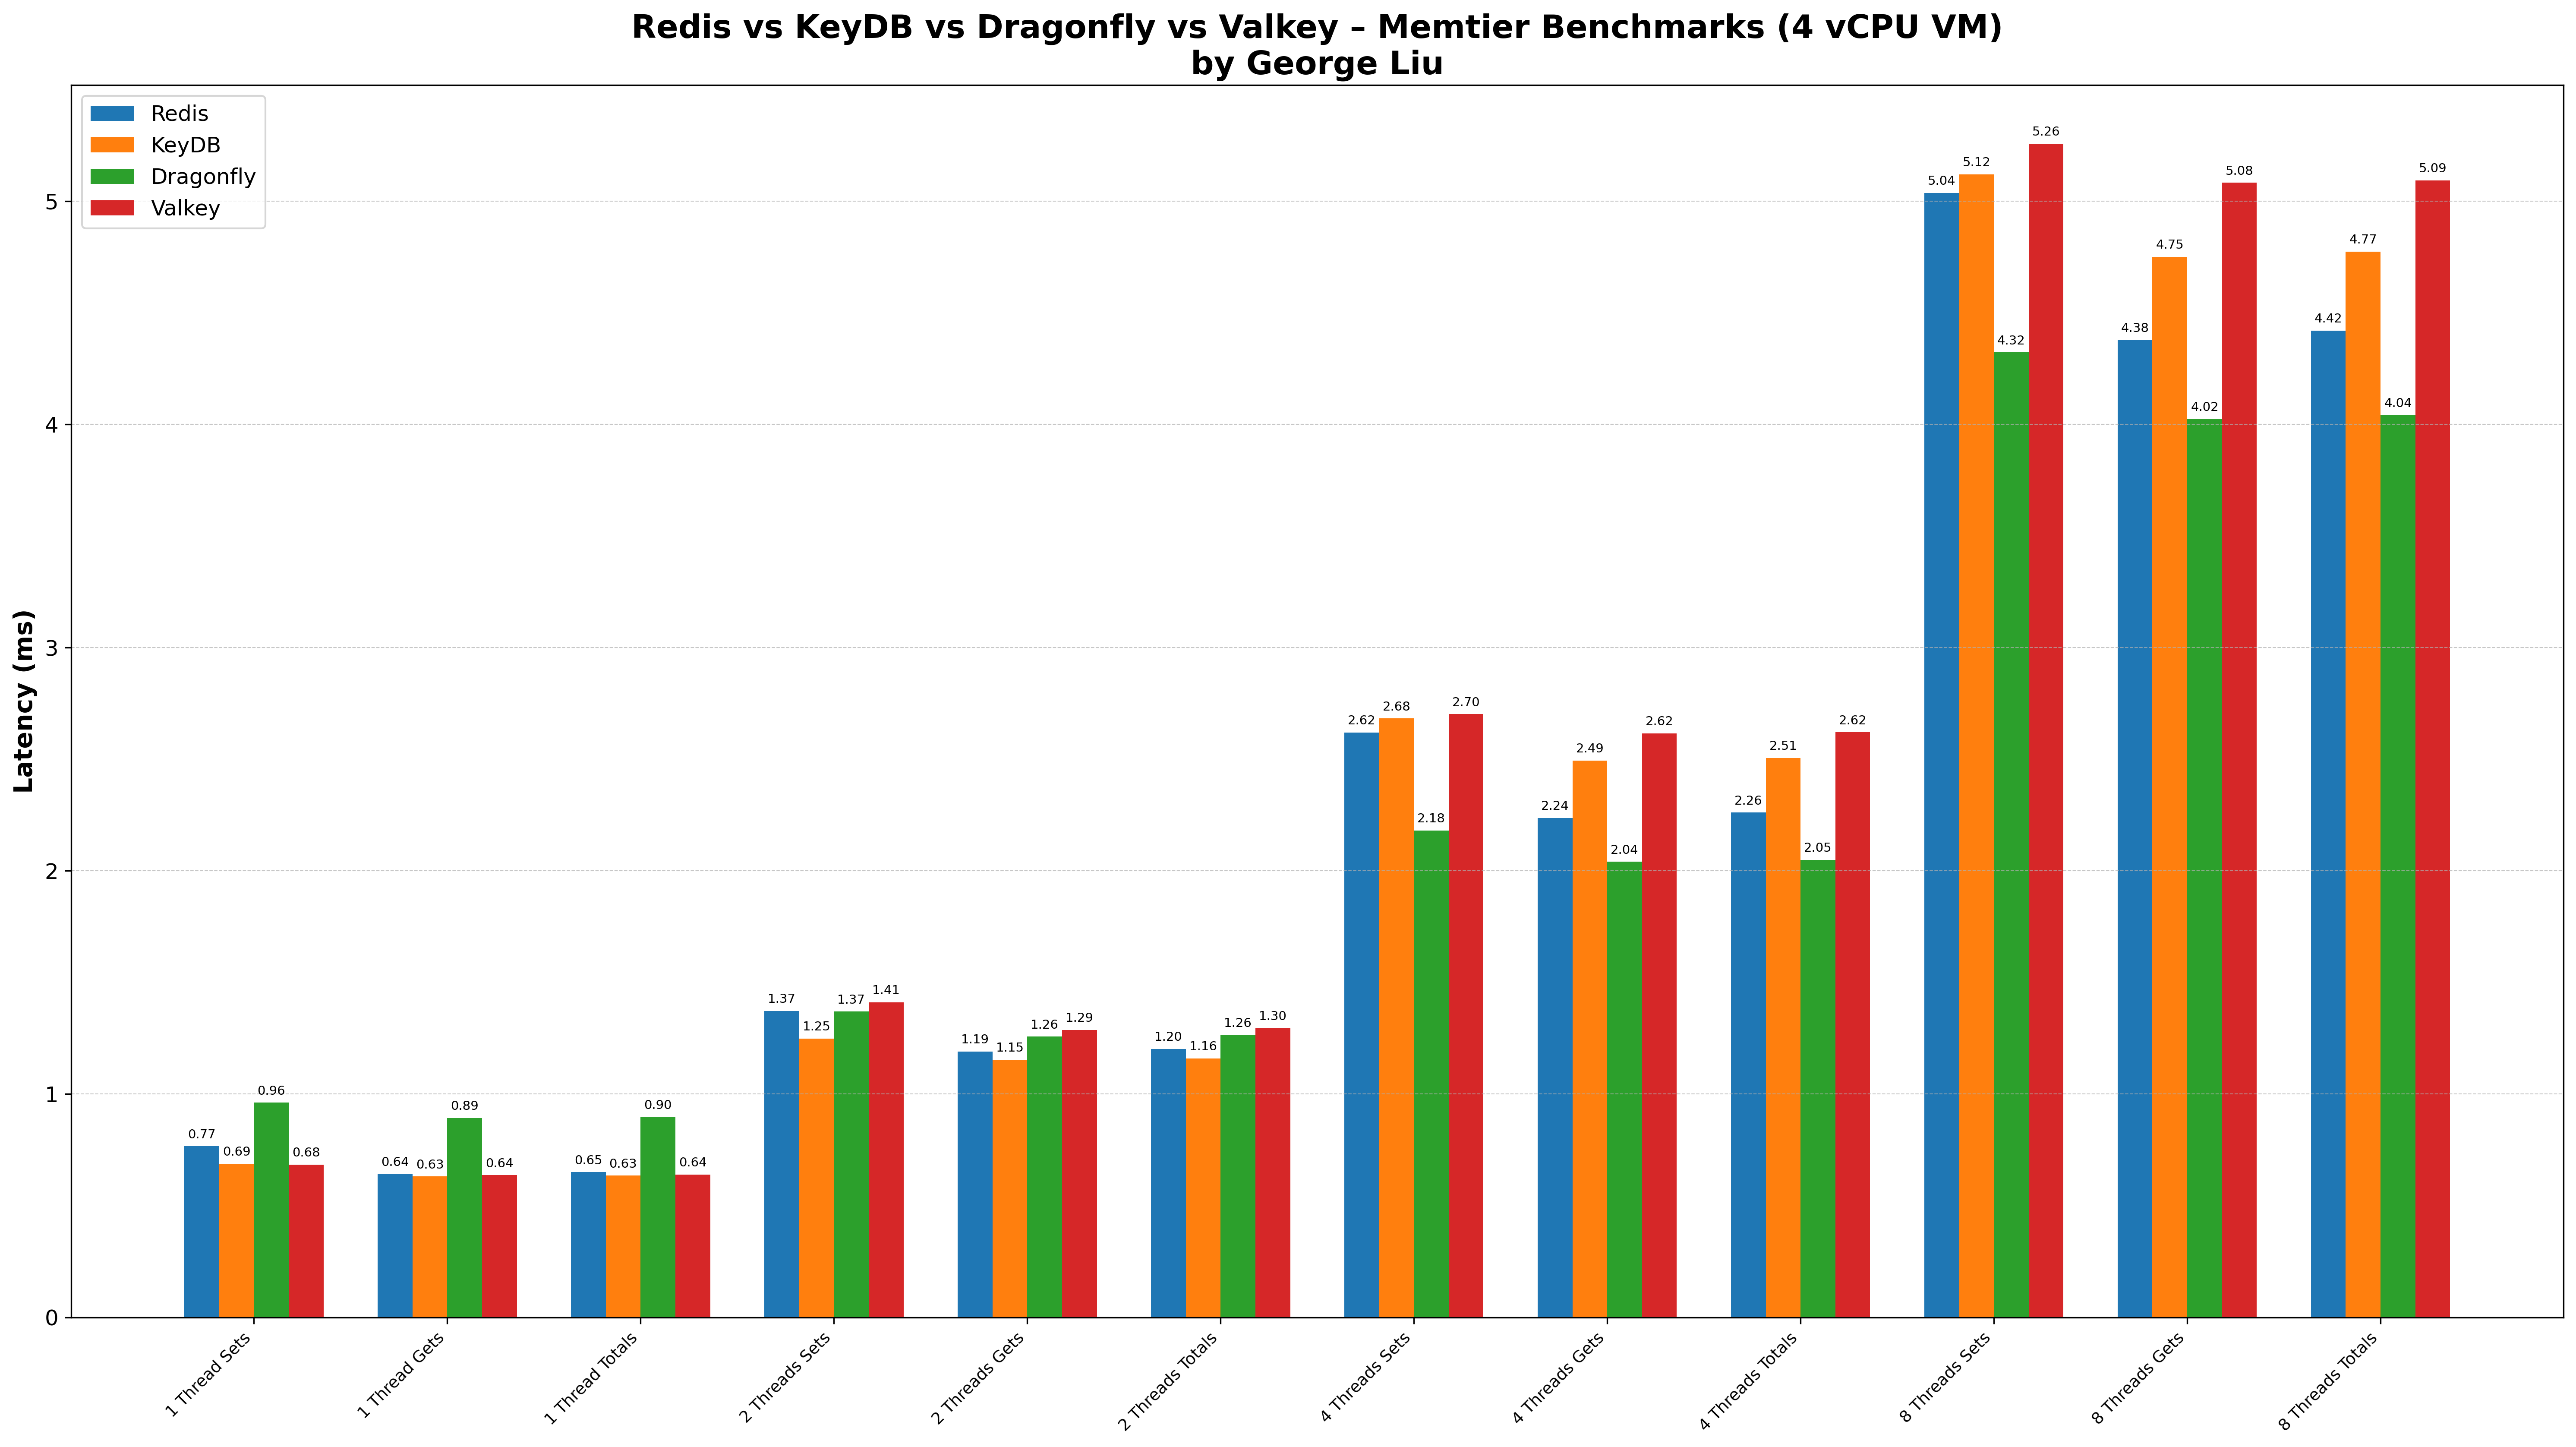 Redis vs KeyDB vs Dragonfly vs Valkey – Memtier Benchmarks (4 vCPU VM)
by George Liu
Redis
KeyDB
Dragonfly
Valkey
Latency (ms)
5
4
3
2
1
0
0.77
0.69
0.96
0.68
0.64
0.63
0.89
0.64
0.65
0.63
0.90
0.64
1.37
1.25
1.37
1.41
1.19
1.15
1.26
1.29
1.20
1.16
1.26
1.30
2.62
2.68
2.18
2.70
2.24
2.49
2.04
2.62
2.26
2.51
2.05
2.62
5.04
5.12
4.32
5.26
4.38
4.75
4.02
5.08
4.42
4.77
4.04
5.09
1 Thread Sets
1 Thread Gets
1 Thread Totals
2 Threads Sets
2 Threads Gets
2 Threads Totals
4 Threads Sets
4 Threads Gets
4 Threads Totals
8 Threads Sets
8 Threads Gets
8 Threads Totals